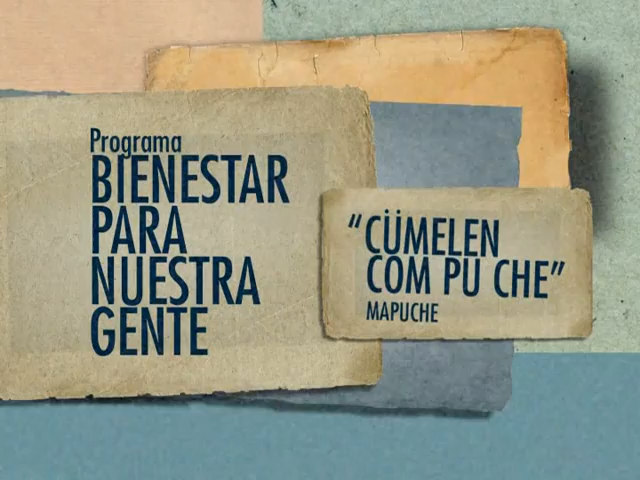 Programa
BIENESTAR
PARA
NUESTRA
GENTE
“CÜMELEN
COM PU CHE”
MAPUCHE